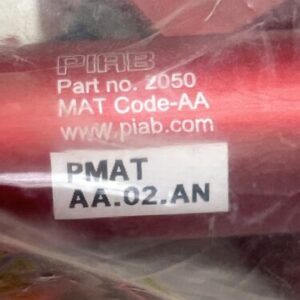 PIAB
Part no. 2050
MAT Code-AA
www.piab.com
PMAT
AA.02.AN